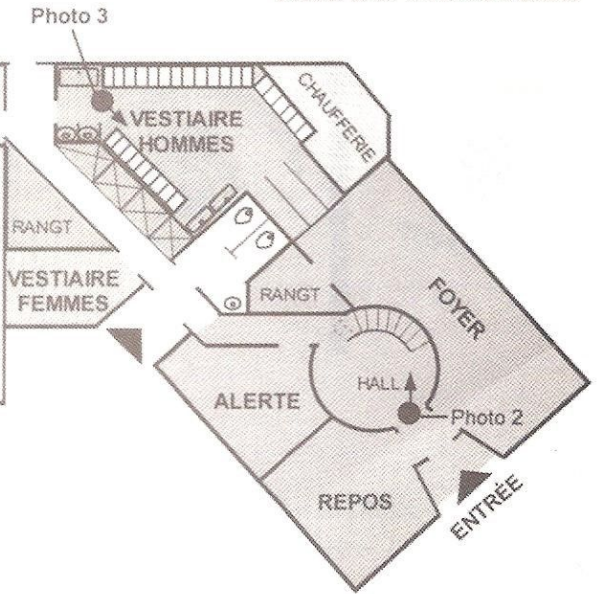 Photo 3
CHAUFFERIE
VESTIAIRE
HOMMES
RANGT
VESTIAIRE
FEMMES
RANGT
FOYER
HALL
ALERTE
Photo 2
REPOS
ENTRÉE